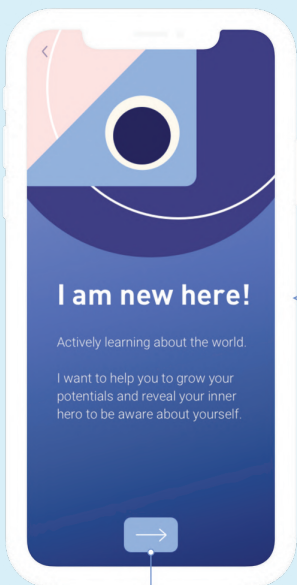 I am new here!
Actively learning about the world.
I want to help you to grow your
potentials and reveal your inner
hero to be aware about yourself.